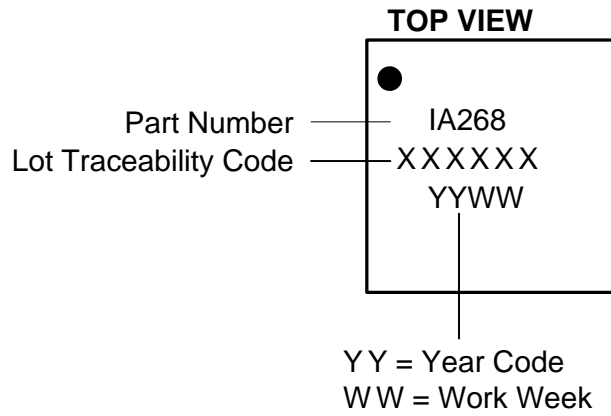 TOP VIEW
Part Number
IA268
Lot Traceability Code
XXXXXX
YYWW
YY = Year Code
WW = Work Week